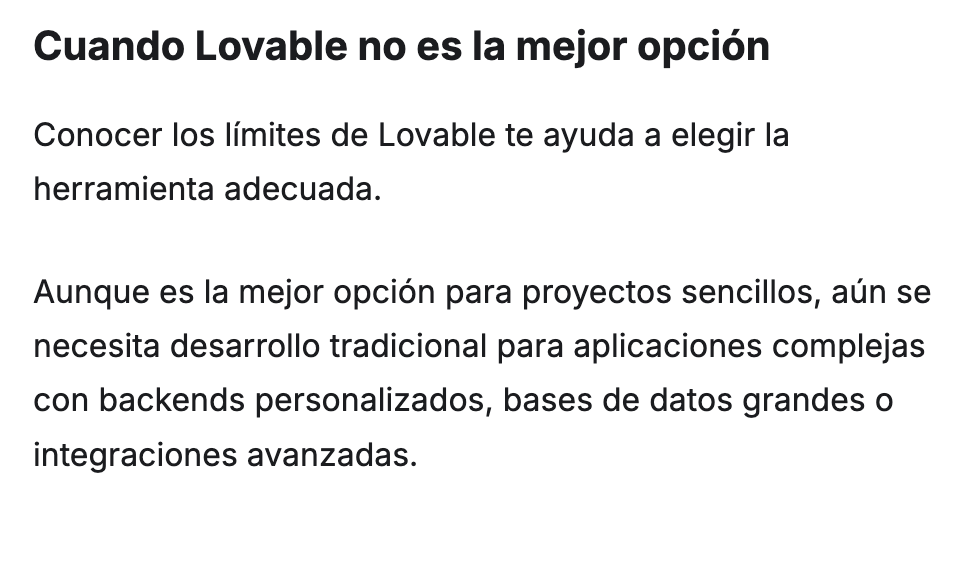 Cuando Lovable no es la mejor opción
Conocer los límites de Lovable te ayuda a elegir la
herramienta adecuada.
Aunque es la mejor opción para proyectos sencillos, aún se
necesita desarrollo tradicional para aplicaciones complejas
con backends personalizados, bases de datos grandes o
integraciones avanzadas.